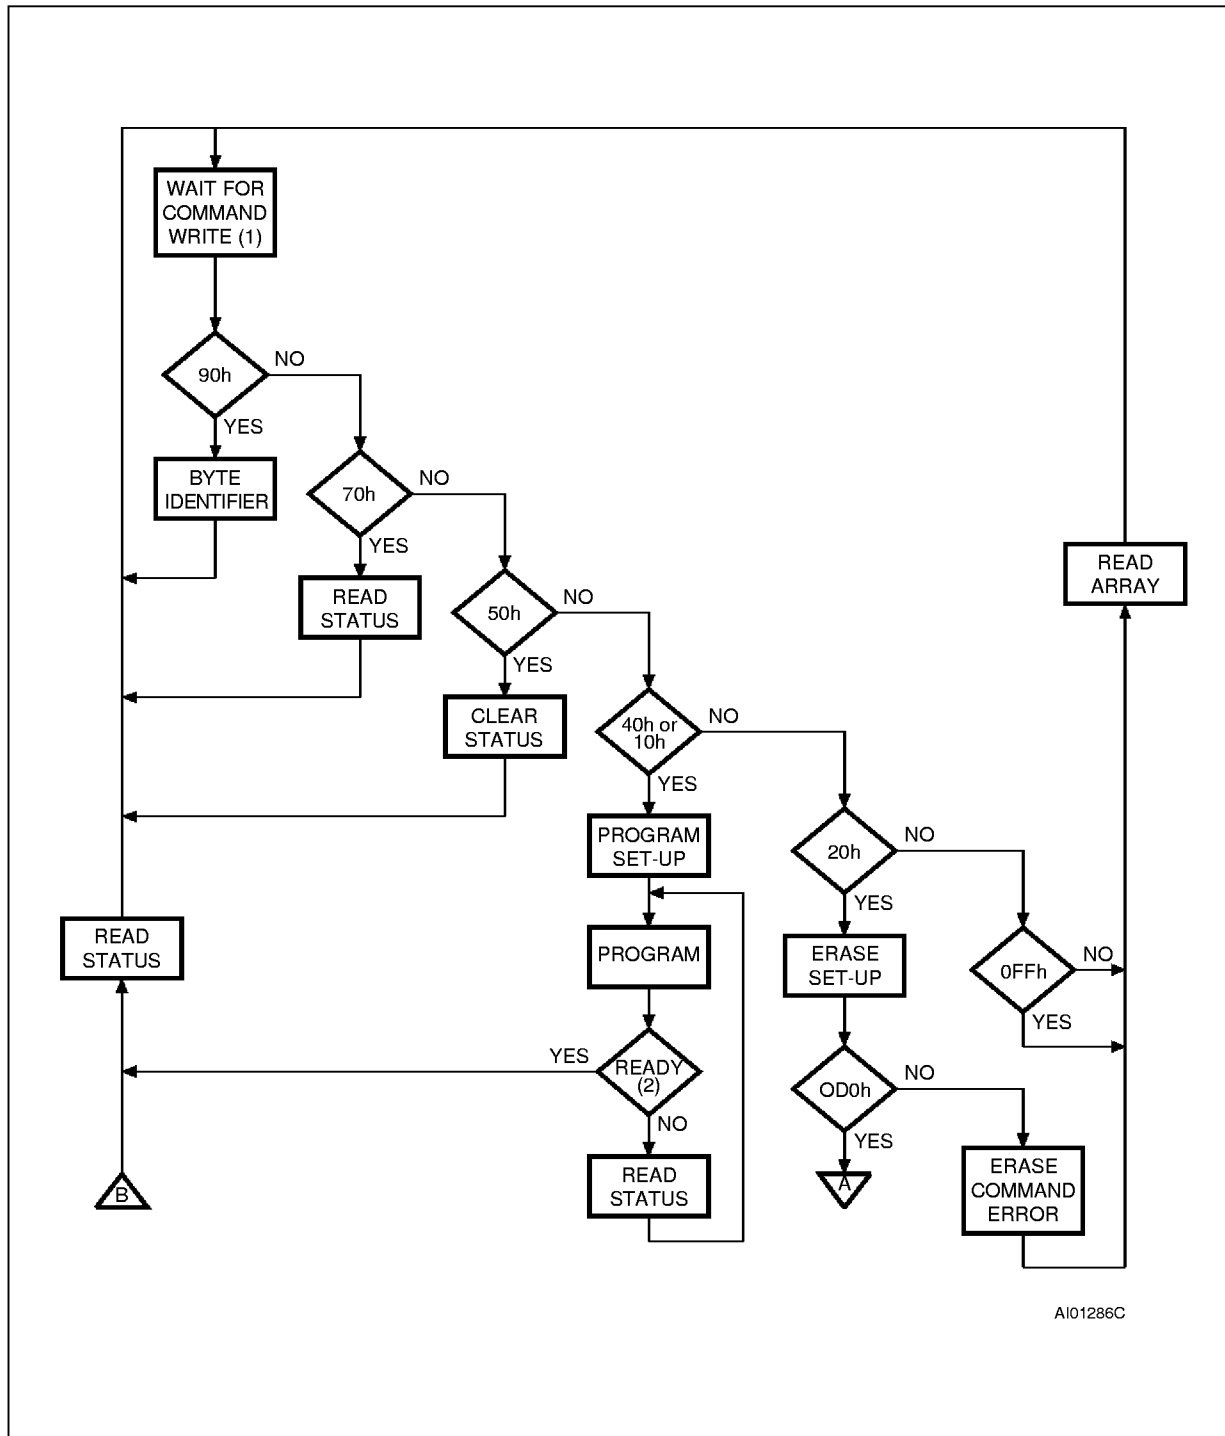 WAIT FOR
COMMAND
WRITE (1)
90h
NO
YES
BYTE
IDENTIFIER
70h
NO
YES
READ
STATUS
50h
NO
YES
CLEAR
STATUS
40h or
10h
NO
YES
PROGRAM
SET-UP
PROGRAM
READY
(2)
YES
NO
READ
STATUS
20h
NO
YES
ERASE
SET-UP
OD0h
NO
YES
A
ERASE
COMMAND
ERROR
0FFh
NO
YES
READ
ARRAY
READ
STATUS
B
AI01286C